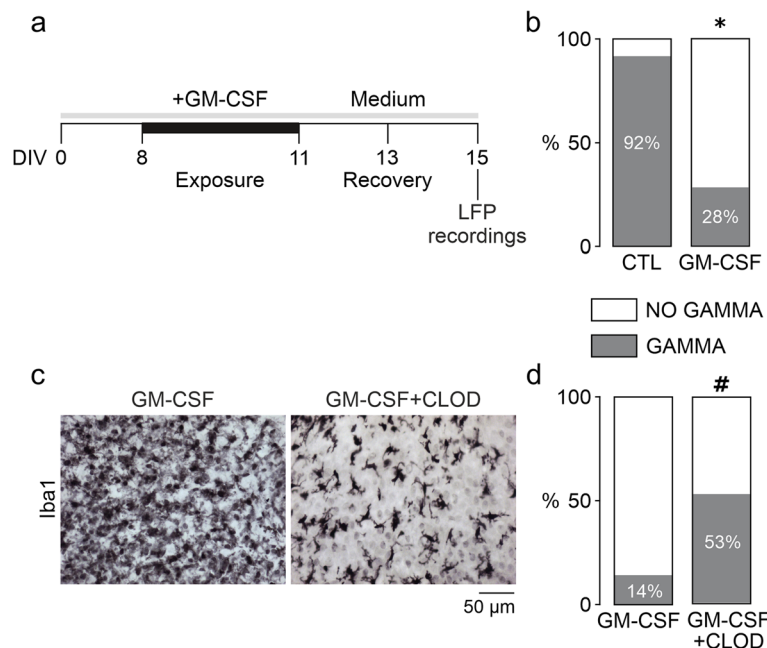 a
+GM-CSF Medium
DIV 0 8 11 13 15
Exposure Recovery
LFP
recordings
b
*
100
% 50
0
92%
28%
CTL GM-CSF
NO GAMMA
GAMMA
c
GM-CSF GM-CSF+CLOD
Iba1
50 µm
d
#
100
% 50
0
14%
53%
GM-CSF GM-CSF
+CLOD